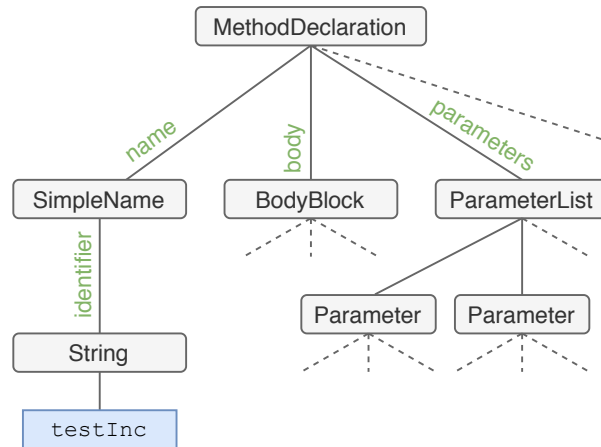 MethodDeclaration
name
body
parameters
SimpleName
BodyBlock
ParameterList
identifier
Parameter
Parameter
String
testInc